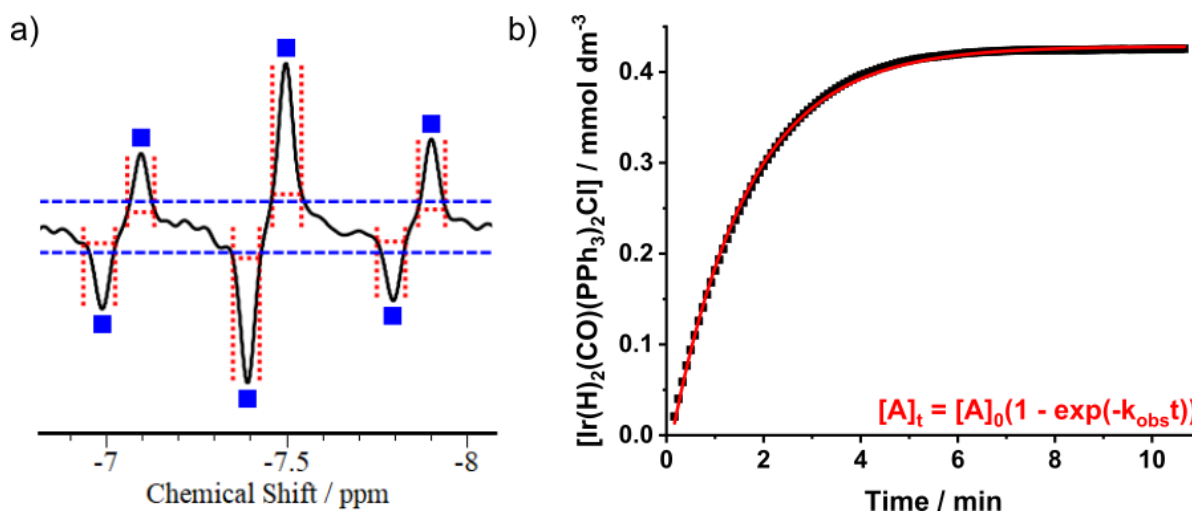 a)
-7
-7.5
-8
Chemical Shift / ppm
b)
[Ir(H)₂(CO)(PPh₃)₂Cl] / mmol dm⁻³
0.4
0.3
0.2
0.1
0.0
[A]ₜ = [A]₀(1 - exp(-k_obst))
0
2
4
6
8
10
Time / min